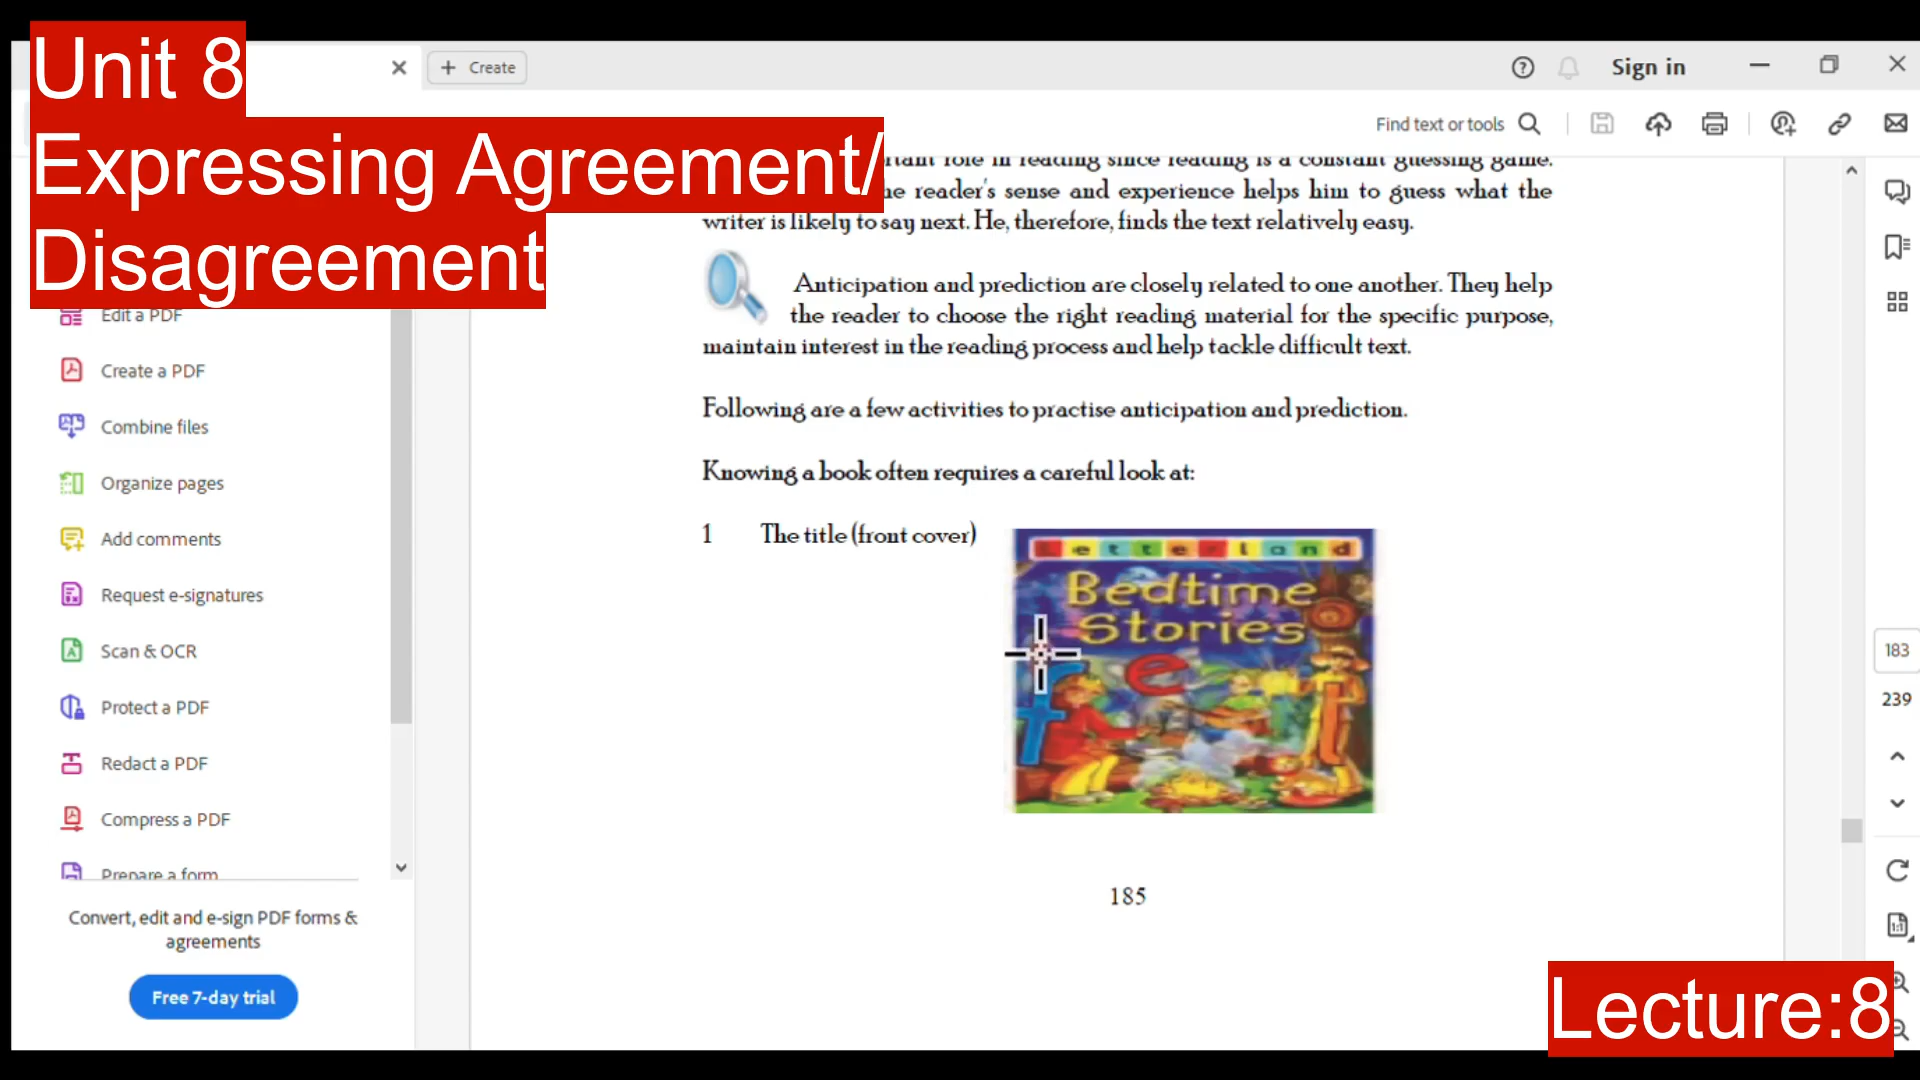 Unit 8
Expressing Agreement/
Disagreement
Create
Sign in
Find text or tools
Edit a PDF
Create a PDF
Combine files
Organize pages
Add comments
Request e-signatures
Scan & OCR
Protect a PDF
Redact a PDF
Compress a PDF
Prepare a form
Convert, edit and e-sign PDF forms &
agreements
Free 7-day trial
role in reading since reading is a constant guessing game.
reader's sense and experience helps him to guess what the
writer is likely to say next. He, therefore, finds the text relatively easy.
Anticipation and prediction are closely related to one another. They help
the reader to choose the right reading material for the specific purpose,
maintain interest in the reading process and help tackle difficult text.
Following are a few activities to practise anticipation and prediction.
Knowing a book often requires a careful look at:
1 The title (front cover)
Letterland
Bedtime
Stories
f e t
185
183
239
Lecture:8